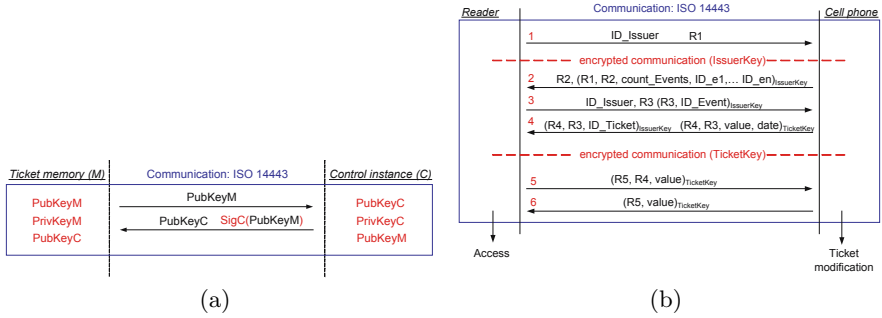 Ticket memory (M) Communication: ISO 14443 Control instance (C)
PubKeyM PubKeyM PubKeyC
PrivKeyM PubKeyC SigC(PubKeyM) PrivKeyC
PubKeyC PubKeyM
(a)
Reader Communication: ISO 14443 Cell phone
1 ID_Issuer R1
encrypted communication (IssuerKey)
2 R2, (R1, R2, count_Events, ID_e1,... ID_en)IssuerKey
3 ID_Issuer, R3 (R3, ID_Event)IssuerKey
4 (R4, R3, ID_Ticket)IssuerKey (R4, R3, value, date)TicketKey
encrypted communication (TicketKey)
5 (R5, R4, value)TicketKey
6 (R5, value)TicketKey
Access Ticket
modification
(b)